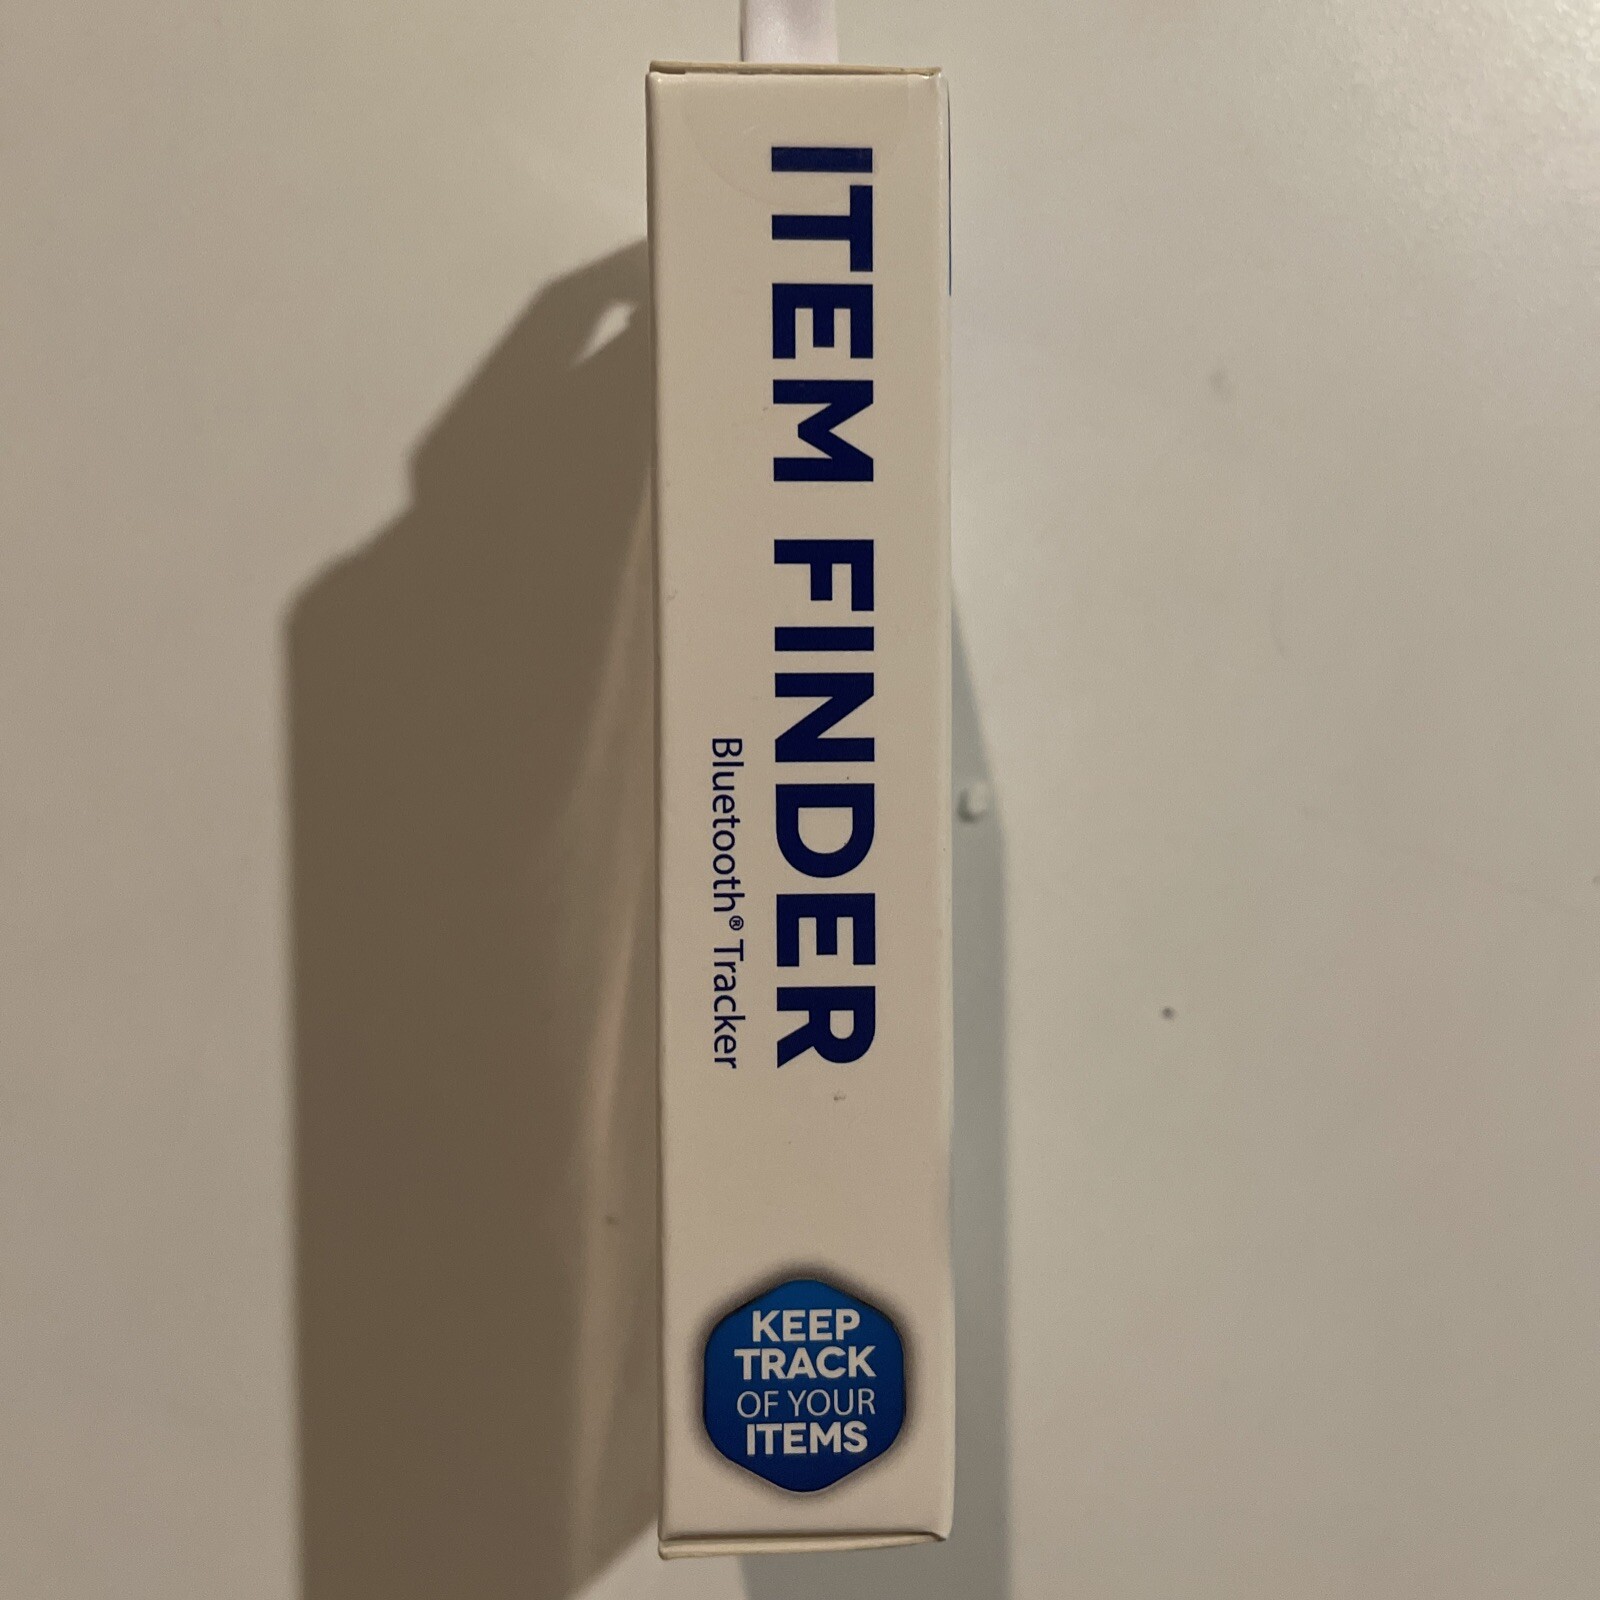 ITEM FINDER
Bluetooth® Tracker
KEEP
TRACK
OF YOUR
ITEMS